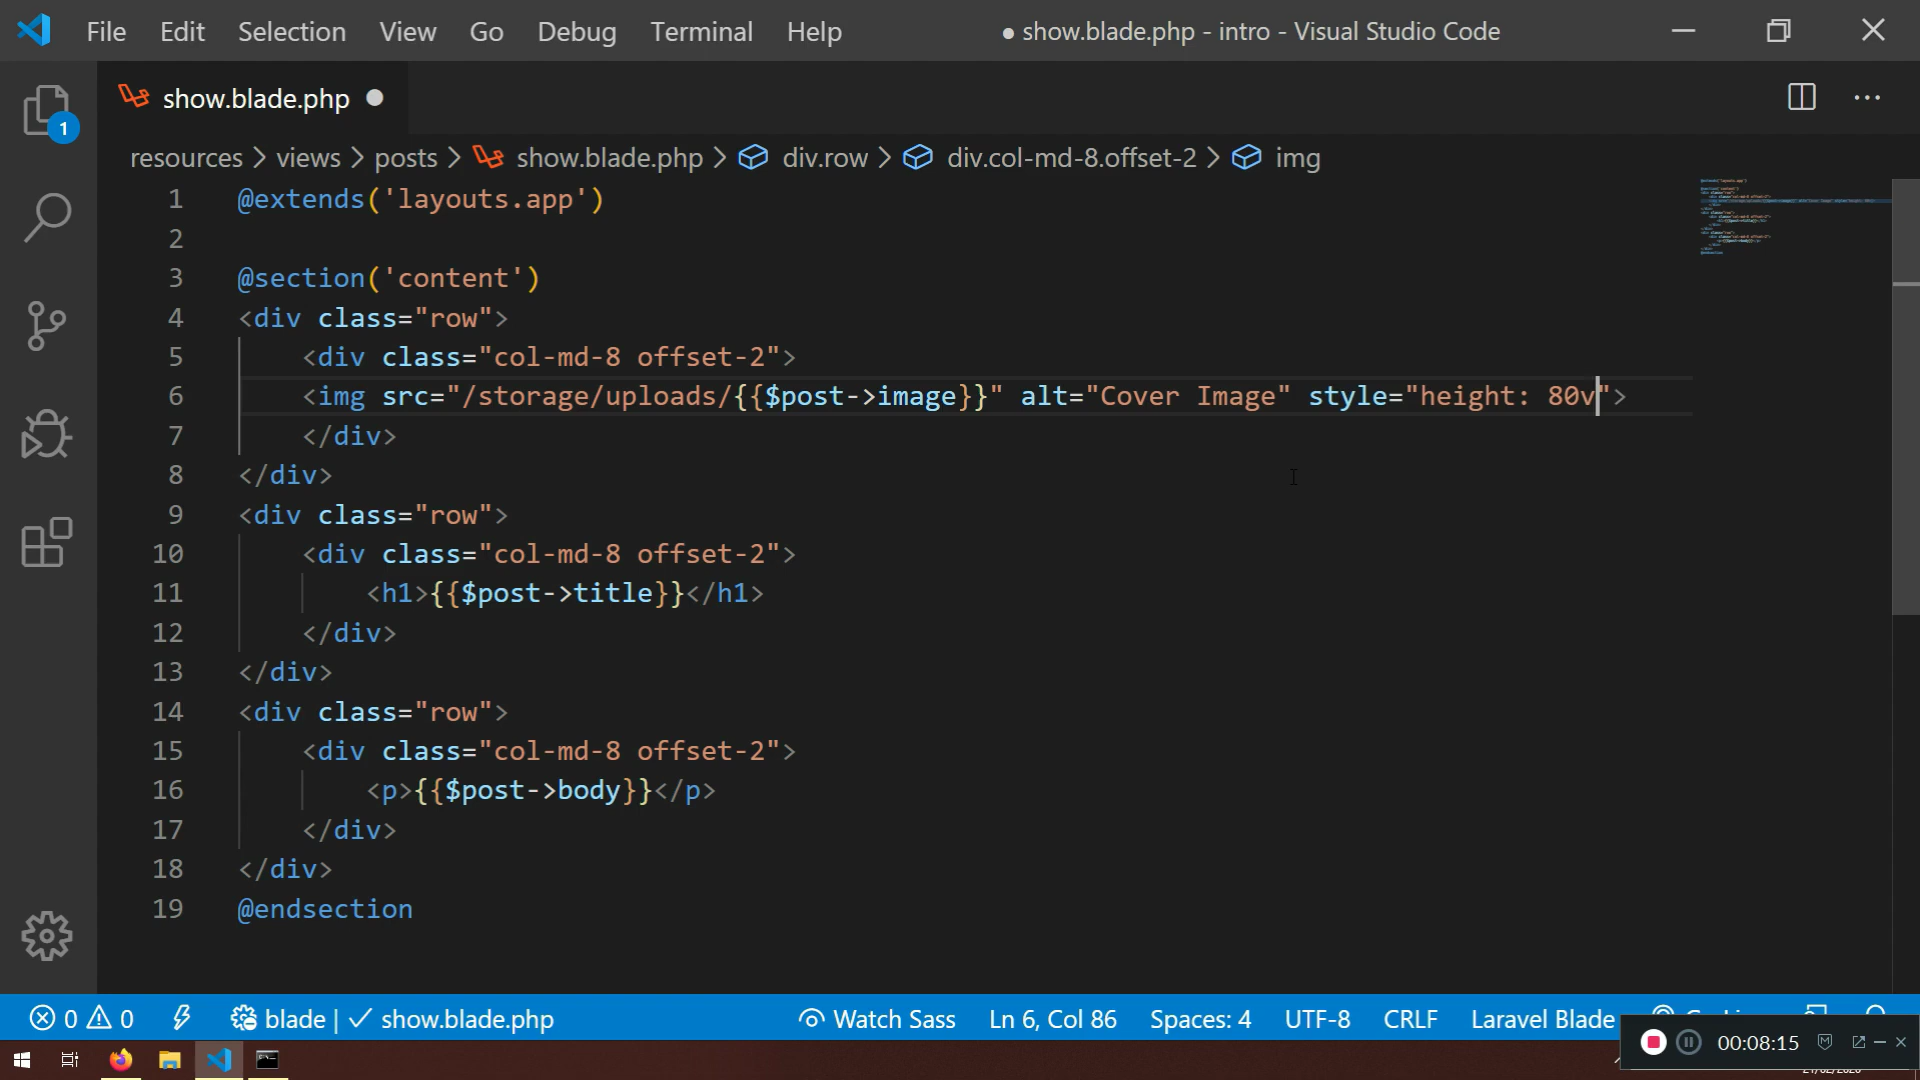 File Edit Selection View Go Debug Terminal Help ● show.blade.php - intro - Visual Studio Code
show.blade.php ●
1
resources > views > posts > show.blade.php > div.row > div.col-md-8.offset-2 > img
1 @extends('layouts.app')
2
3 @section('content')
4 <div class="row">
5 <div class="col-md-8 offset-2">
6 <img src="/storage/uploads/{{$post->image}}" alt="Cover Image" style="height: 80v">
7 </div>
8 </div>
9 <div class="row">
10 <div class="col-md-8 offset-2">
11 <h1>{{$post->title}}</h1>
12 </div>
13 </div>
14 <div class="row">
15 <div class="col-md-8 offset-2">
16 <p>{{$post->body}}</p>
17 </div>
18 </div>
19 @endsection
0 0 blade | ✓ show.blade.php Watch Sass Ln 6, Col 86 Spaces: 4 UTF-8 CRLF Laravel Blade
00:08:15